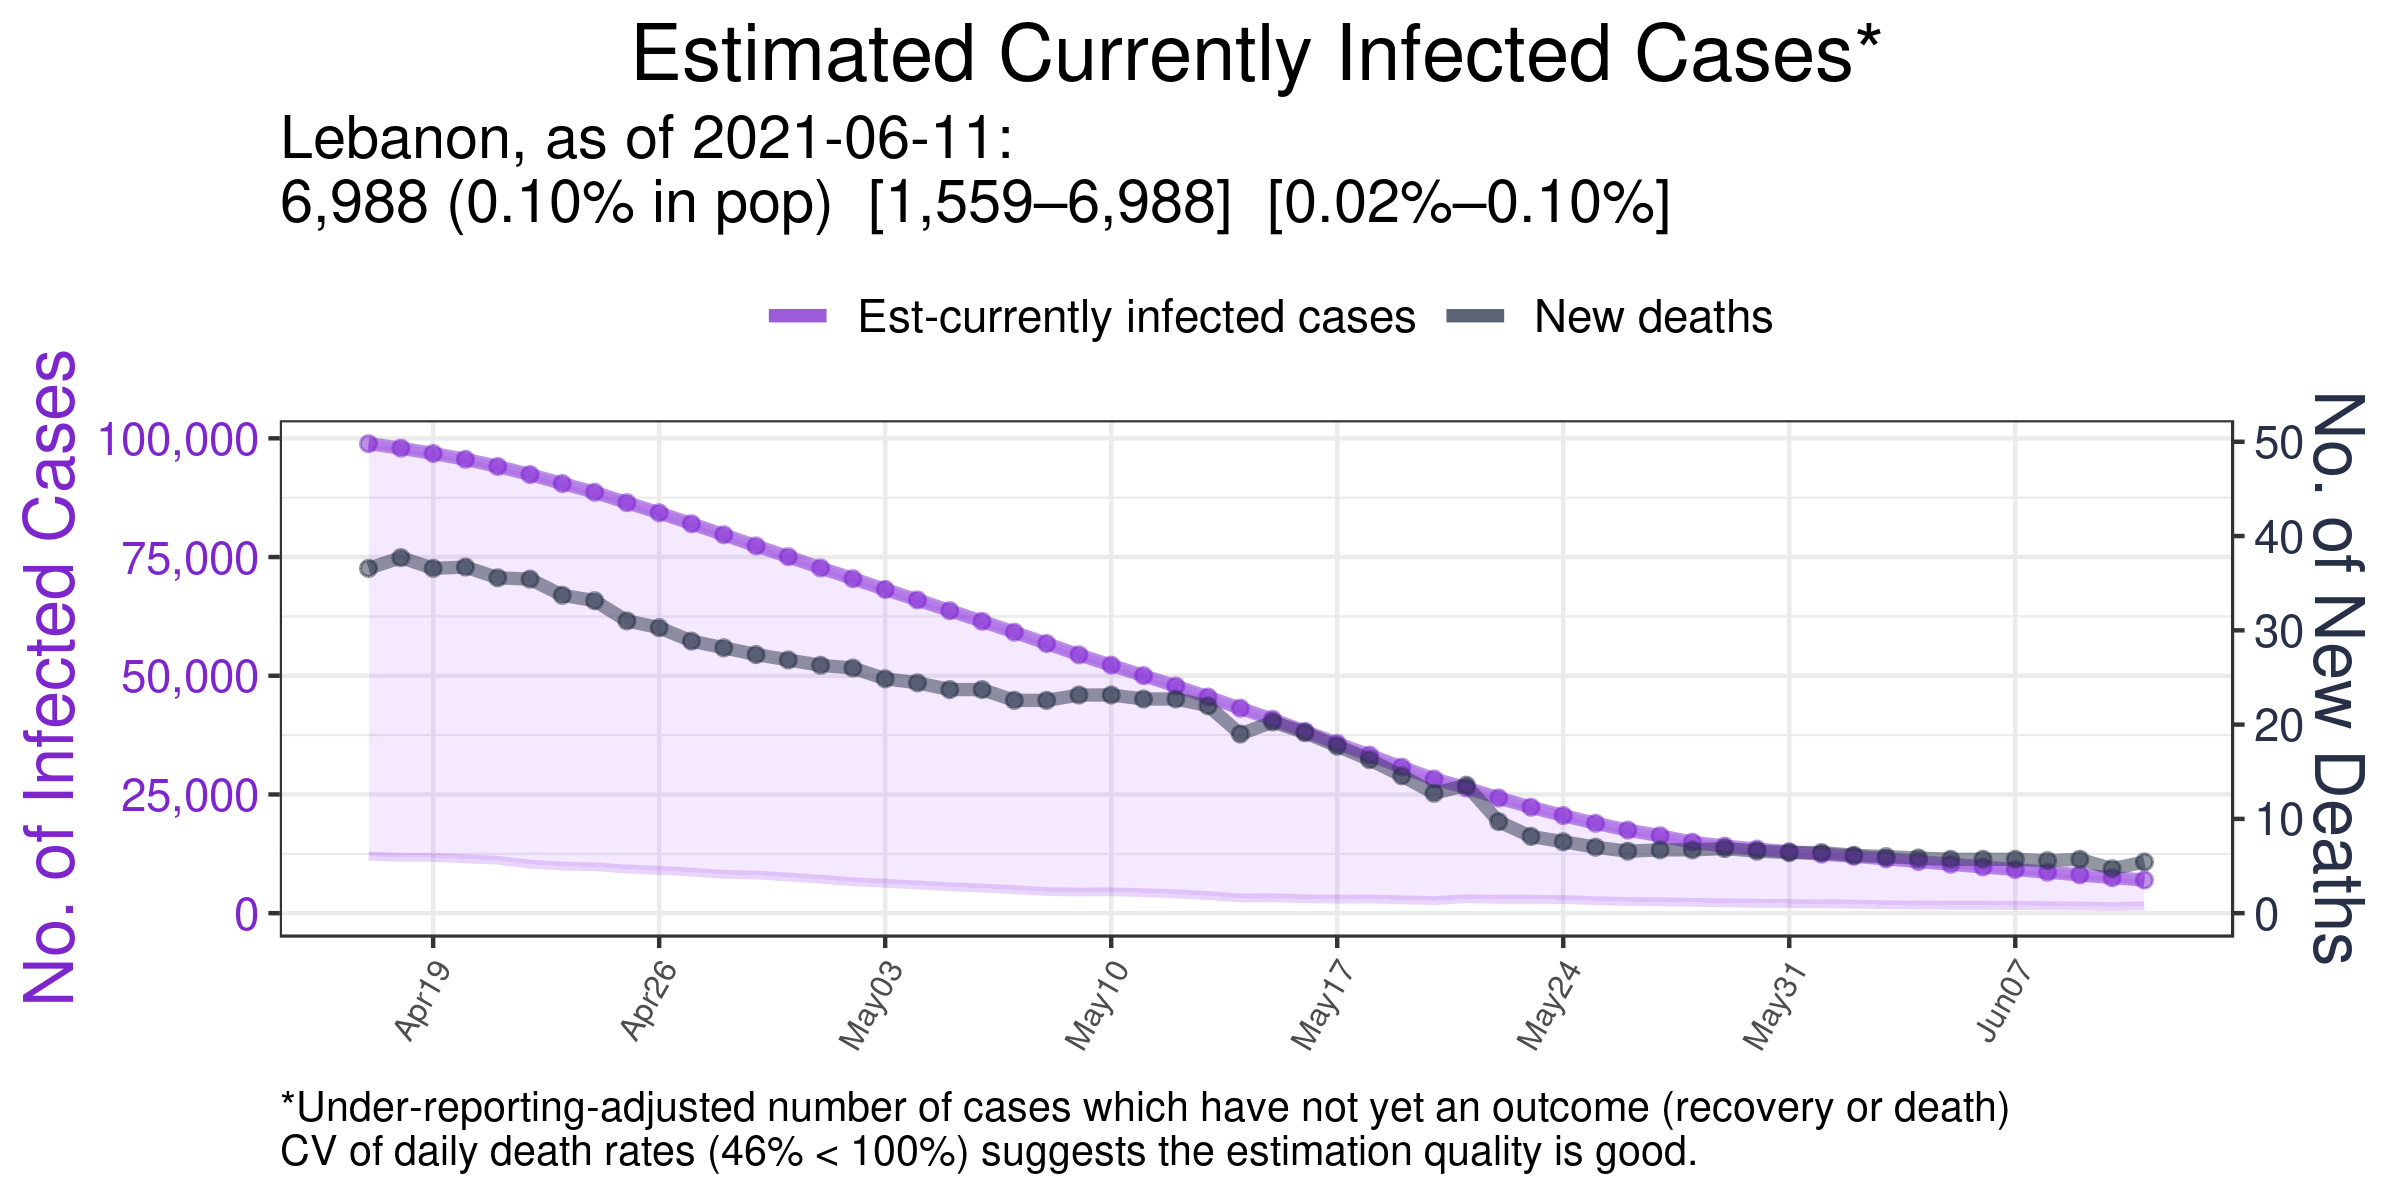 Estimated Currently Infected Cases*
Lebanon, as of 2021-06-11:
6,988 (0.10% in pop)  [1,559–6,988]  [0.02%–0.10%]
Est-currently infected cases
New deaths
No. of Infected Cases
100,000
75,000
50,000
25,000
0
50
40
30
20
10
0
No. of New Deaths
Apr19
Apr26
May03
May10
May17
May24
May31
Jun07
*Under-reporting-adjusted number of cases which have not yet an outcome (recovery or death)
CV of daily death rates (46% < 100%) suggests the estimation quality is good.